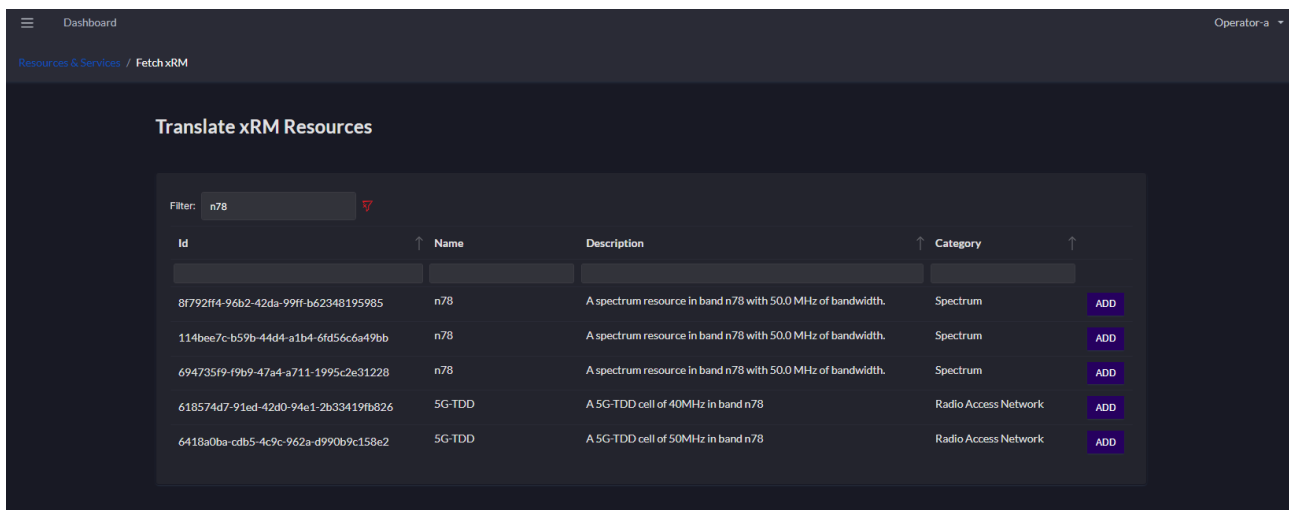 Dashboard Operator-a
Resources & Services / Fetch xRM
Translate xRM Resources
Filter: n78
Id Name Description Category
8f792ff4-96b2-42da-99ff-b62348195985 n78 A spectrum resource in band n78 with 50.0 MHz of bandwidth. Spectrum ADD
114bee7c-b59b-44d4-a1b4-6fd56c6a49bb n78 A spectrum resource in band n78 with 50.0 MHz of bandwidth. Spectrum ADD
694735f9-f9b9-47a4-a711-1995c2e31228 n78 A spectrum resource in band n78 with 50.0 MHz of bandwidth. Spectrum ADD
618574d7-91ed-42d0-94e1-2b33419fb826 5G-TDD A 5G-TDD cell of 40MHz in band n78 Radio Access Network ADD
6418a0ba-cdb5-4c9c-962a-d990b9c158e2 5G-TDD A 5G-TDD cell of 50MHz in band n78 Radio Access Network ADD